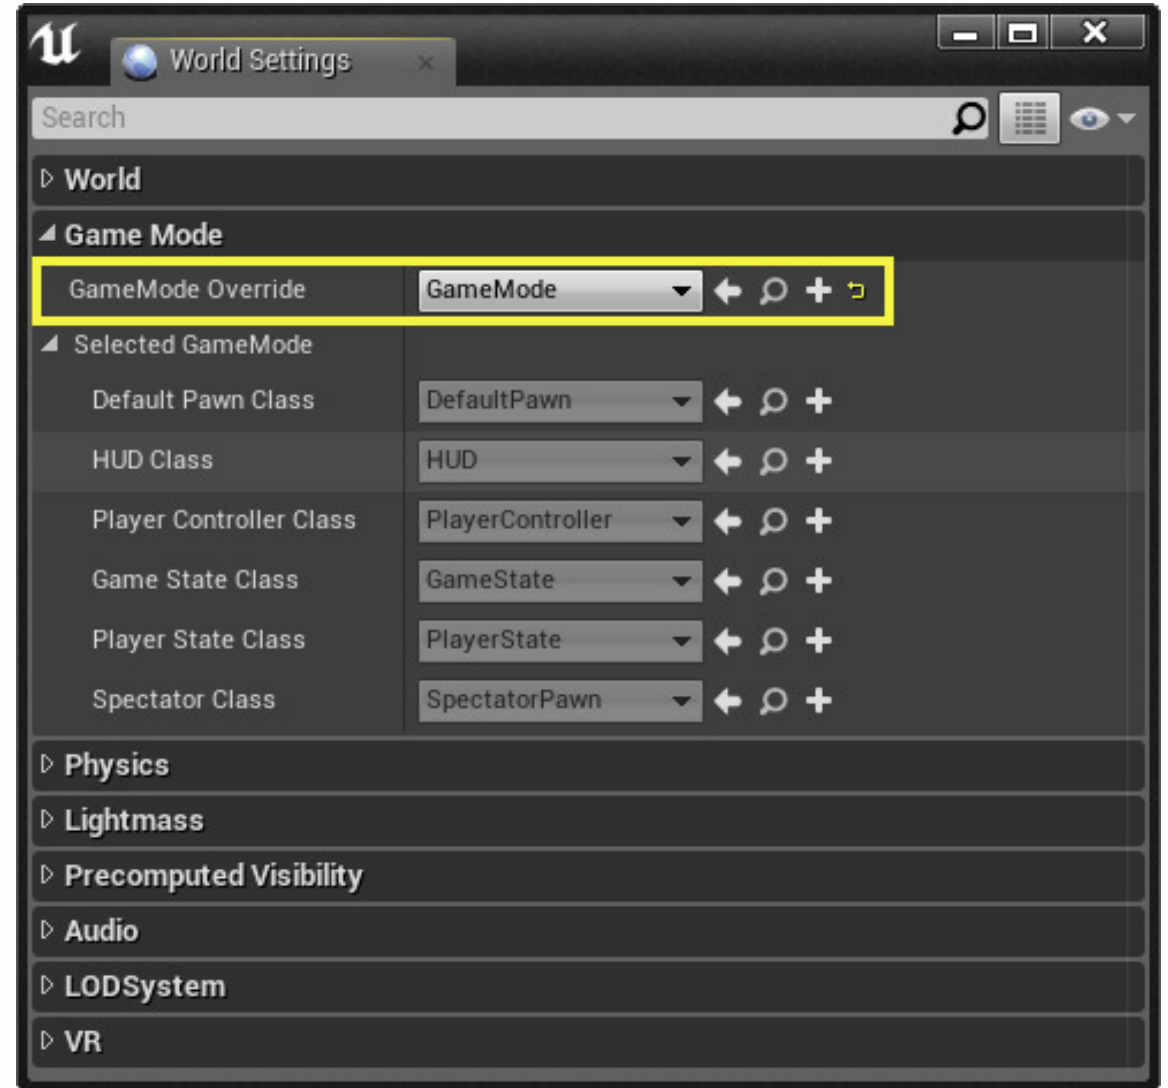 World Settings
Search
World
Game Mode
GameMode Override GameMode
Selected GameMode
Default Pawn Class DefaultPawn
HUD Class HUD
Player Controller Class PlayerController
Game State Class GameState
Player State Class PlayerState
Spectator Class SpectatorPawn
Physics
Lightmass
Precomputed Visibility
Audio
LODSystem
VR